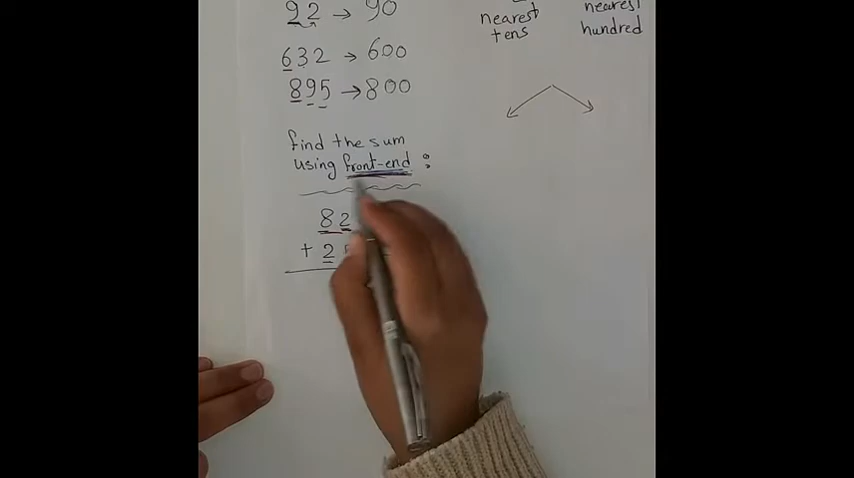 92 → 90
632 → 600
895 → 800
find the sum
using front-end :
82
+ 2
nearest
tens
nearest
hundred